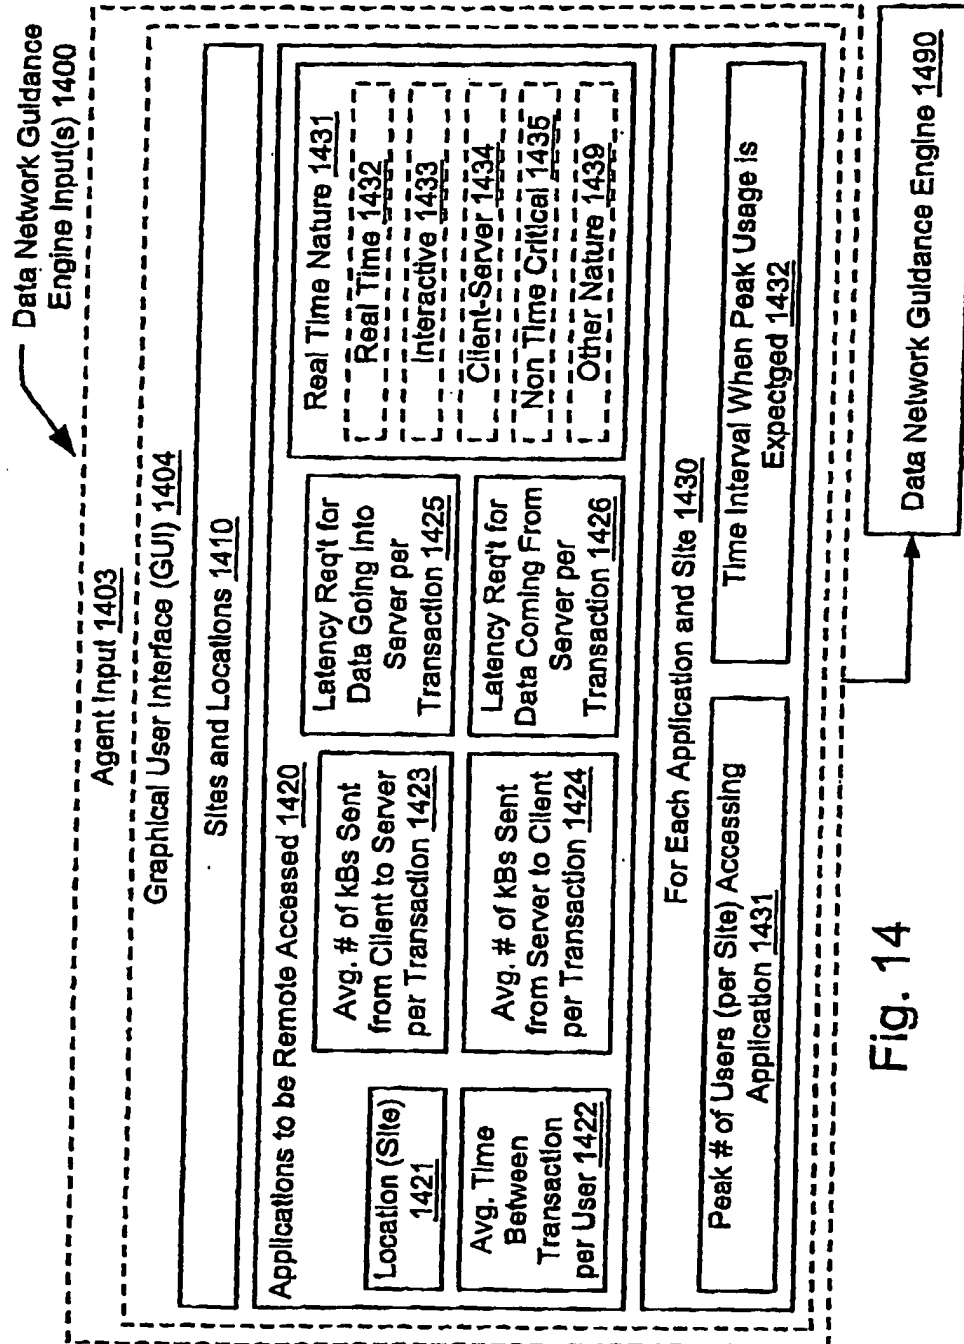 Data Network Guidance
Engine Input(s) 1400
Agent Input 1403
Graphical User Interface (GUI) 1404
Sites and Locations 1410
Applications to be Remote Accessed 1420
Location (Site)
1421
Avg. Time
Between
Transaction
per User 1422
Avg. # of kBs Sent
from Client to Server
per Transaction 1423
Avg. # of kBs Sent
from Server to Client
per Transaction 1424
Latency Req't for
Data Going Into
Server per
Transaction 1425
Latency Req't for
Data Coming From
Server per
Transaction 1426
Real Time Nature 1431
Real Time 1432
Interactive 1433
Client-Server 1434
Non Time Critical 1435
Other Nature 1439
For Each Application and Site 1430
Peak # of Users (per Site) Accessing
Application 1431
Time Interval When Peak Usage is
Expectged 1432
Data Network Guidance Engine 1490
Fig. 14